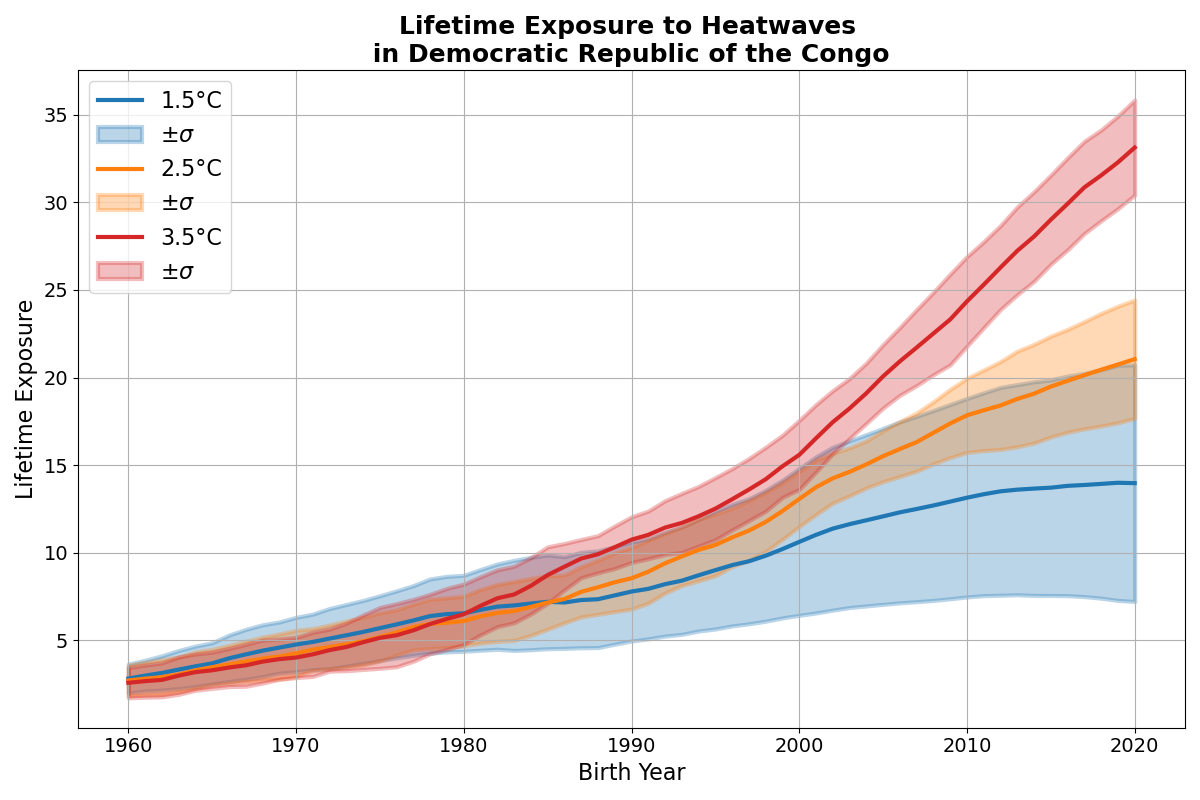 Lifetime Exposure to Heatwaves
in Democratic Republic of the Congo
1.5°C
±σ
2.5°C
±σ
3.5°C
±σ
Lifetime Exposure
35
30
25
20
15
10
5
1960
1970
1980
1990
2000
2010
2020
Birth Year